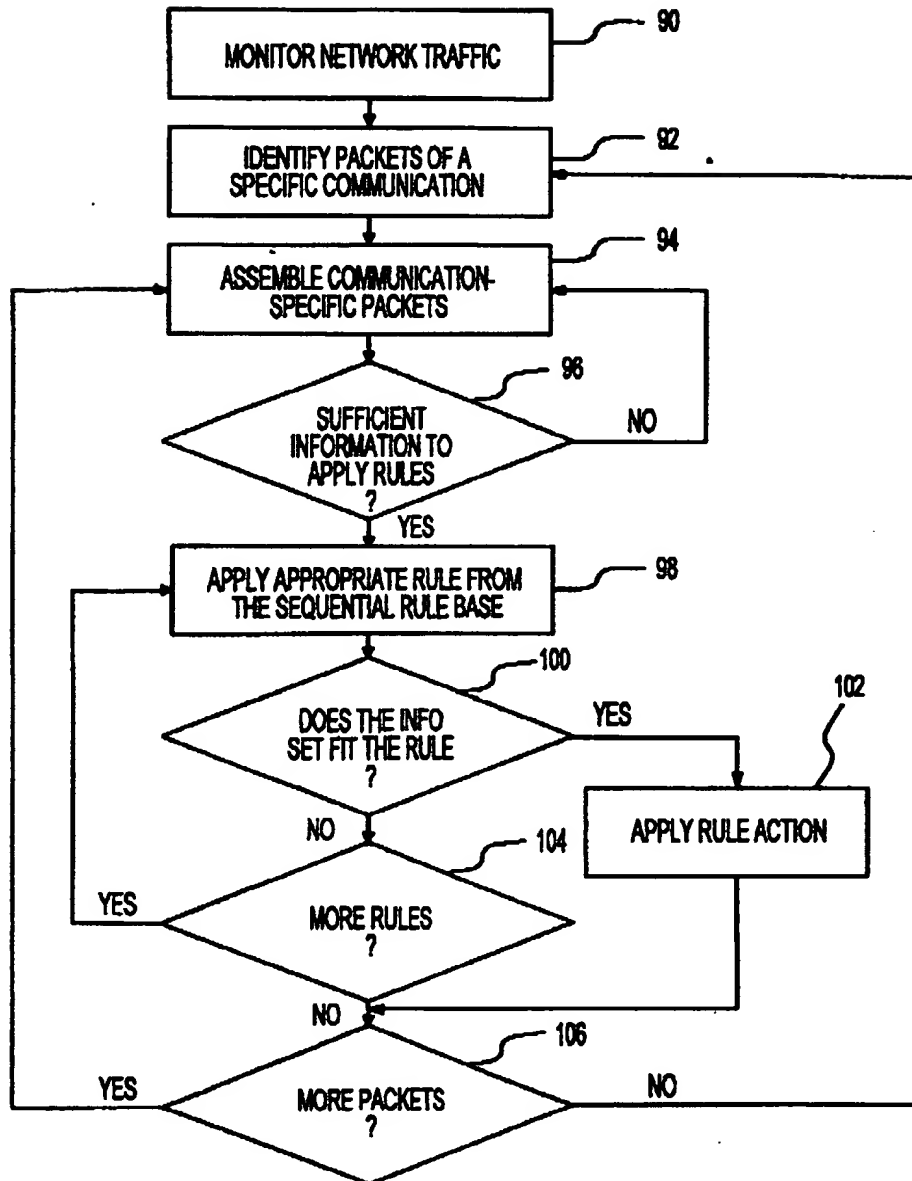 90
MONITOR NETWORK TRAFFIC
92
IDENTIFY PACKETS OF A
SPECIFIC COMMUNICATION
94
ASSEMBLE COMMUNICATION-
SPECIFIC PACKETS
96
SUFFICIENT
INFORMATION TO
APPLY RULES
?
NO
YES
98
APPLY APPROPRIATE RULE FROM
THE SEQUENTIAL RULE BASE
100
DOES THE INFO
SET FIT THE RULE
?
YES
102
APPLY RULE ACTION
NO
104
MORE RULES
?
YES
NO
106
MORE PACKETS
?
YES
NO